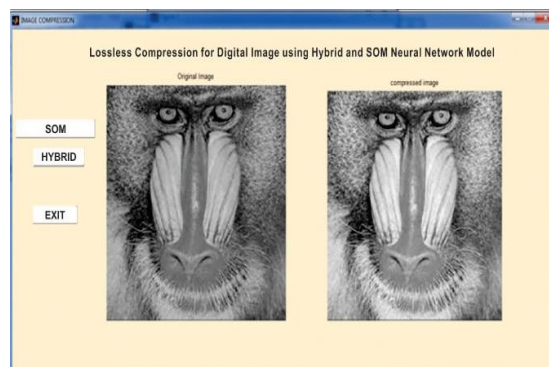 IMAGE COMPRESSION
Lossless Compression for Digital Image using Hybrid and SOM Neural Network Model
Original Image
compressed image
SOM
HYBRID
EXIT